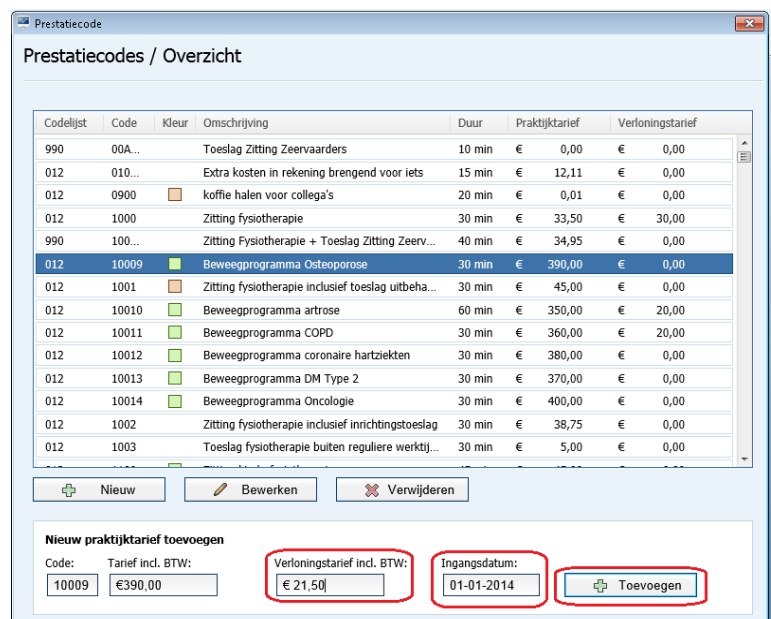 Prestatiecode
Prestatiecodes / Overzicht
Codelijst Code Kleur Omschrijving Duur Praktijktarief Verloningstarief
990 00A... Toeslag Zitting Zeervaarders 10 min € 0,00 € 0,00
012 010... Extra kosten in rekening brengend voor iets 15 min € 12,11 € 0,00
012 0900 koffie halen voor collega's 20 min € 0,01 € 0,00
012 1000 Zitting fysiotherapie 30 min € 33,50 € 30,00
990 100... Zitting Fysiotherapie + Toeslag Zitting Zeerv... 40 min € 34,95 € 0,00
012 10009 Beweegprogramma Osteoporose 30 min € 390,00 € 0,00
012 1001 Zitting fysiotherapie inclusief toeslag uitbeha... 30 min € 45,00 € 0,00
012 10010 Beweegprogramma artrose 60 min € 350,00 € 20,00
012 10011 Beweegprogramma COPD 30 min € 360,00 € 20,00
012 10012 Beweegprogramma coronaire hartziekten 30 min € 380,00 € 0,00
012 10013 Beweegprogramma DM Type 2 30 min € 370,00 € 0,00
012 10014 Beweegprogramma Oncologie 30 min € 400,00 € 0,00
012 1002 Zitting fysiotherapie inclusief inrichtingstoeslag 30 min € 38,75 € 0,00
012 1003 Toeslag fysiotherapie buiten reguliere werktij... 30 min € 5,00 € 0,00
Nieuw Bewerken Verwijderen
Nieuw praktijktarief toevoegen
Code: Tarief incl. BTW: Verloningstarief incl. BTW: Ingangsdatum:
10009 €390,00 € 21,50 01-01-2014 Toevoegen